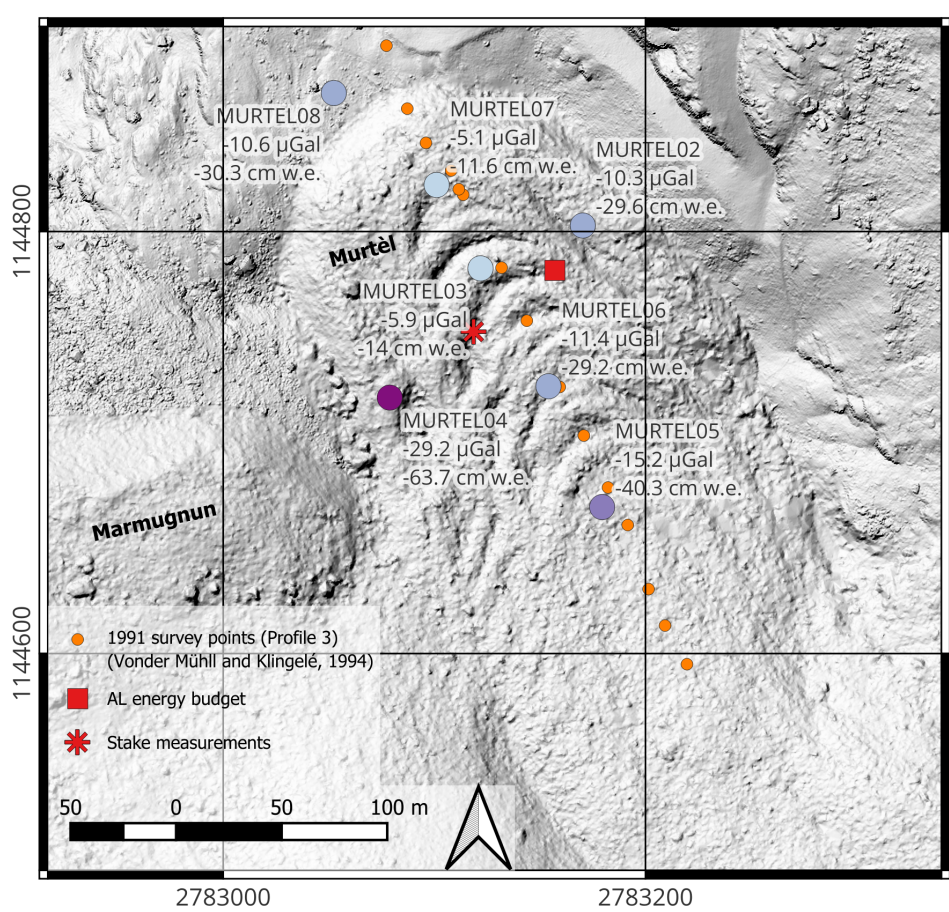 MURTEL08
-10.6 µGal
-30.3 cm w.e.
MURTEL07
-5.1 µGal
-11.6 cm w.e.
MURTEL02
-10.3 µGal
-29.6 cm w.e.
1144800
Murtèl
MURTEL03
-5.9 µGal
-14 cm w.e.
MURTEL06
-11.4 µGal
-29.2 cm w.e.
MURTEL04
-29.2 µGal
-63.7 cm w.e.
MURTEL05
-15.2 µGal
-40.3 cm w.e.
Marmugnun
1144600
1991 survey points (Profile 3)
(Vonder Mühll and Klingelé, 1994)
AL energy budget
Stake measurements
50 0 50 100 m
2783000 2783200